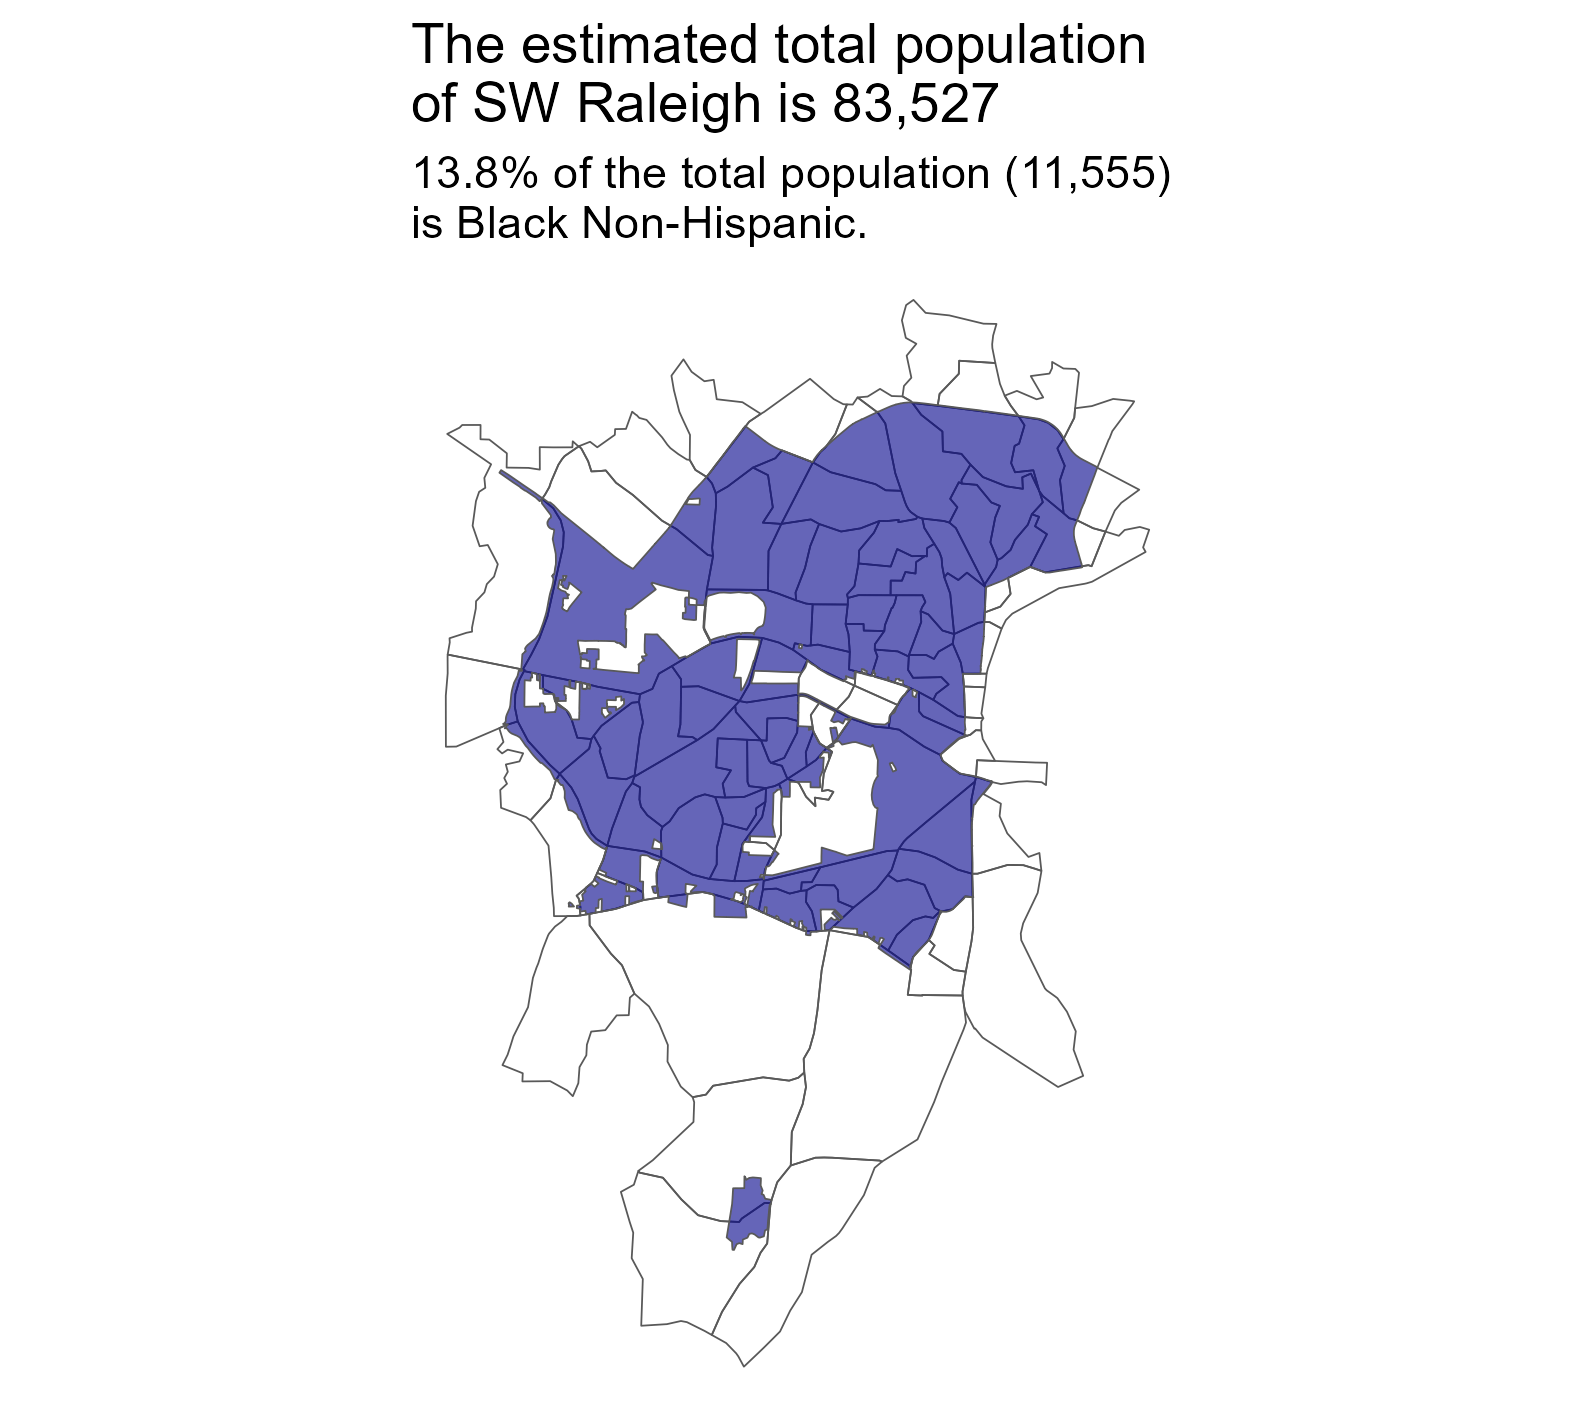 The estimated total population
of SW Raleigh is 83,527
13.8% of the total population (11,555)
is Black Non-Hispanic.